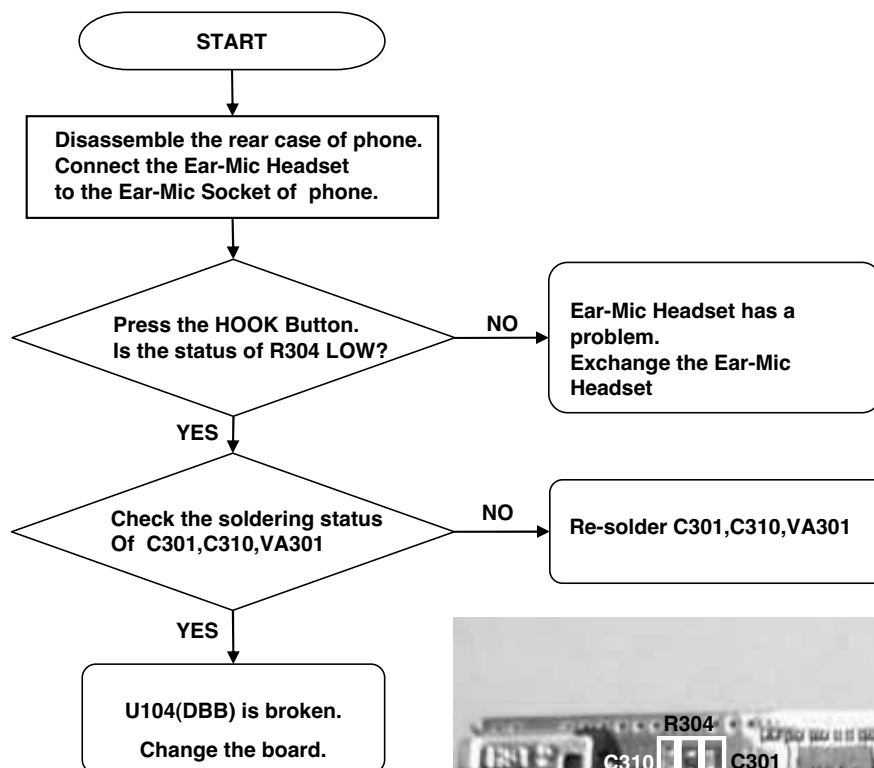 START
Disassemble the rear case of phone.
Connect the Ear-Mic Headset
to the Ear-Mic Socket of phone.
Press the HOOK Button.
Is the status of R304 LOW?
NO
Ear-Mic Headset has a
problem.
Exchange the Ear-Mic
Headset
YES
Check the soldering status
Of C301,C310,VA301
NO
Re-solder C301,C310,VA301
YES
U104(DBB) is broken.
Change the board.
R304
C310
C301